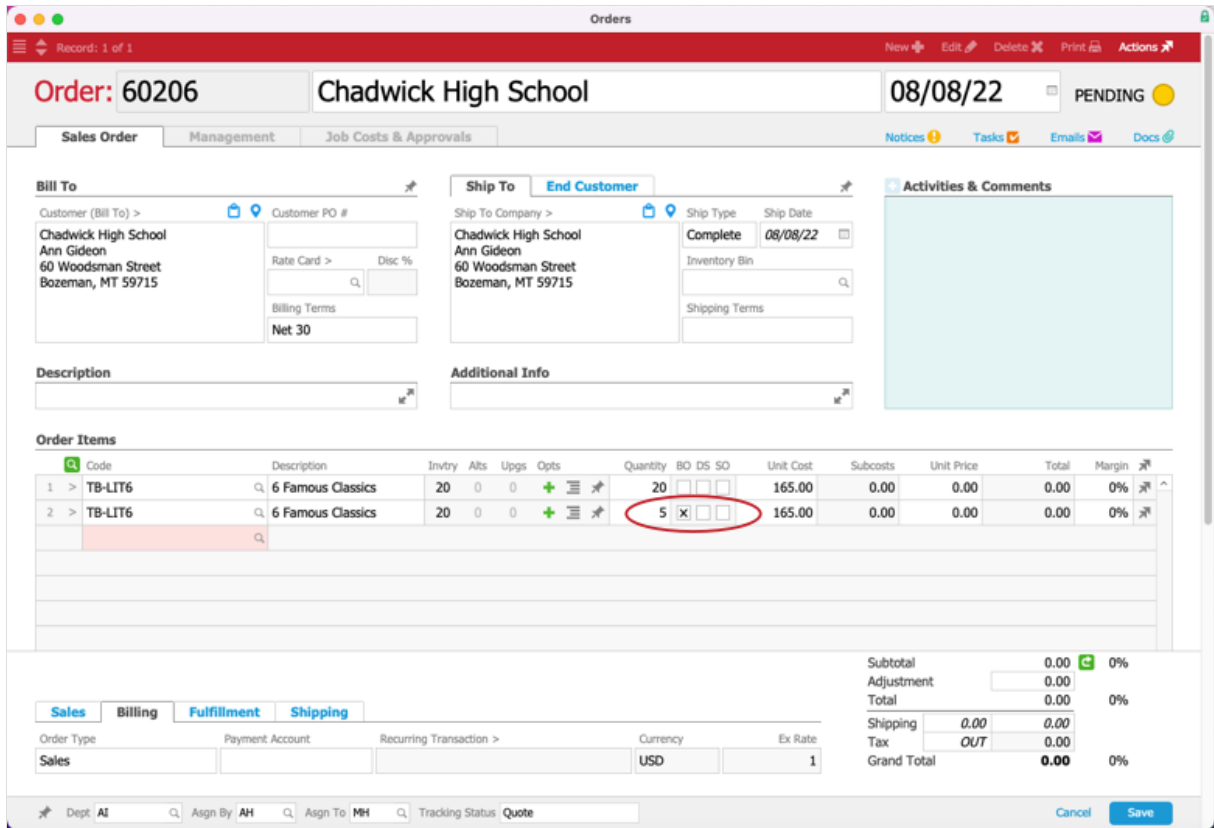 Orders
Record: 1 of 1 New Edit Delete Print Actions
Order: 60206 Chadwick High School 08/08/22 PENDING
Sales Order Management Job Costs & Approvals Notices Tasks Emails Docs
Bill To Ship To End Customer Activities & Comments
Customer (Bill To) > Customer PO # Ship To Company > Ship Type Ship Date
Chadwick High School Chadwick High School Complete 08/08/22
Ann Gideon Ann Gideon
60 Woodsman Street Rate Card > Disc % 60 Woodsman Street Inventory Bin
Bozeman, MT 59715 Bozeman, MT 59715
Billing Terms Shipping Terms
Net 30
Description Additional Info
Order Items
Code Description Invtry Alts Upgs Opts Quantity BO DS SO Unit Cost Subcosts Unit Price Total Margin
1 > TB-LIT6 6 Famous Classics 20 0 0 20 165.00 0.00 0.00 0.00 0%
2 > TB-LIT6 6 Famous Classics 20 0 0 5 x 165.00 0.00 0.00 0.00 0%
Subtotal 0.00 0%
Adjustment 0.00
Total 0.00 0%
Shipping 0.00 0.00
Tax OUT 0.00
Grand Total 0.00 0%
Sales Billing Fulfillment Shipping
Order Type Payment Account Recurring Transaction > Currency Ex Rate
Sales USD 1
Dept AI Asgn By AH Asgn To MH Tracking Status Quote Cancel Save